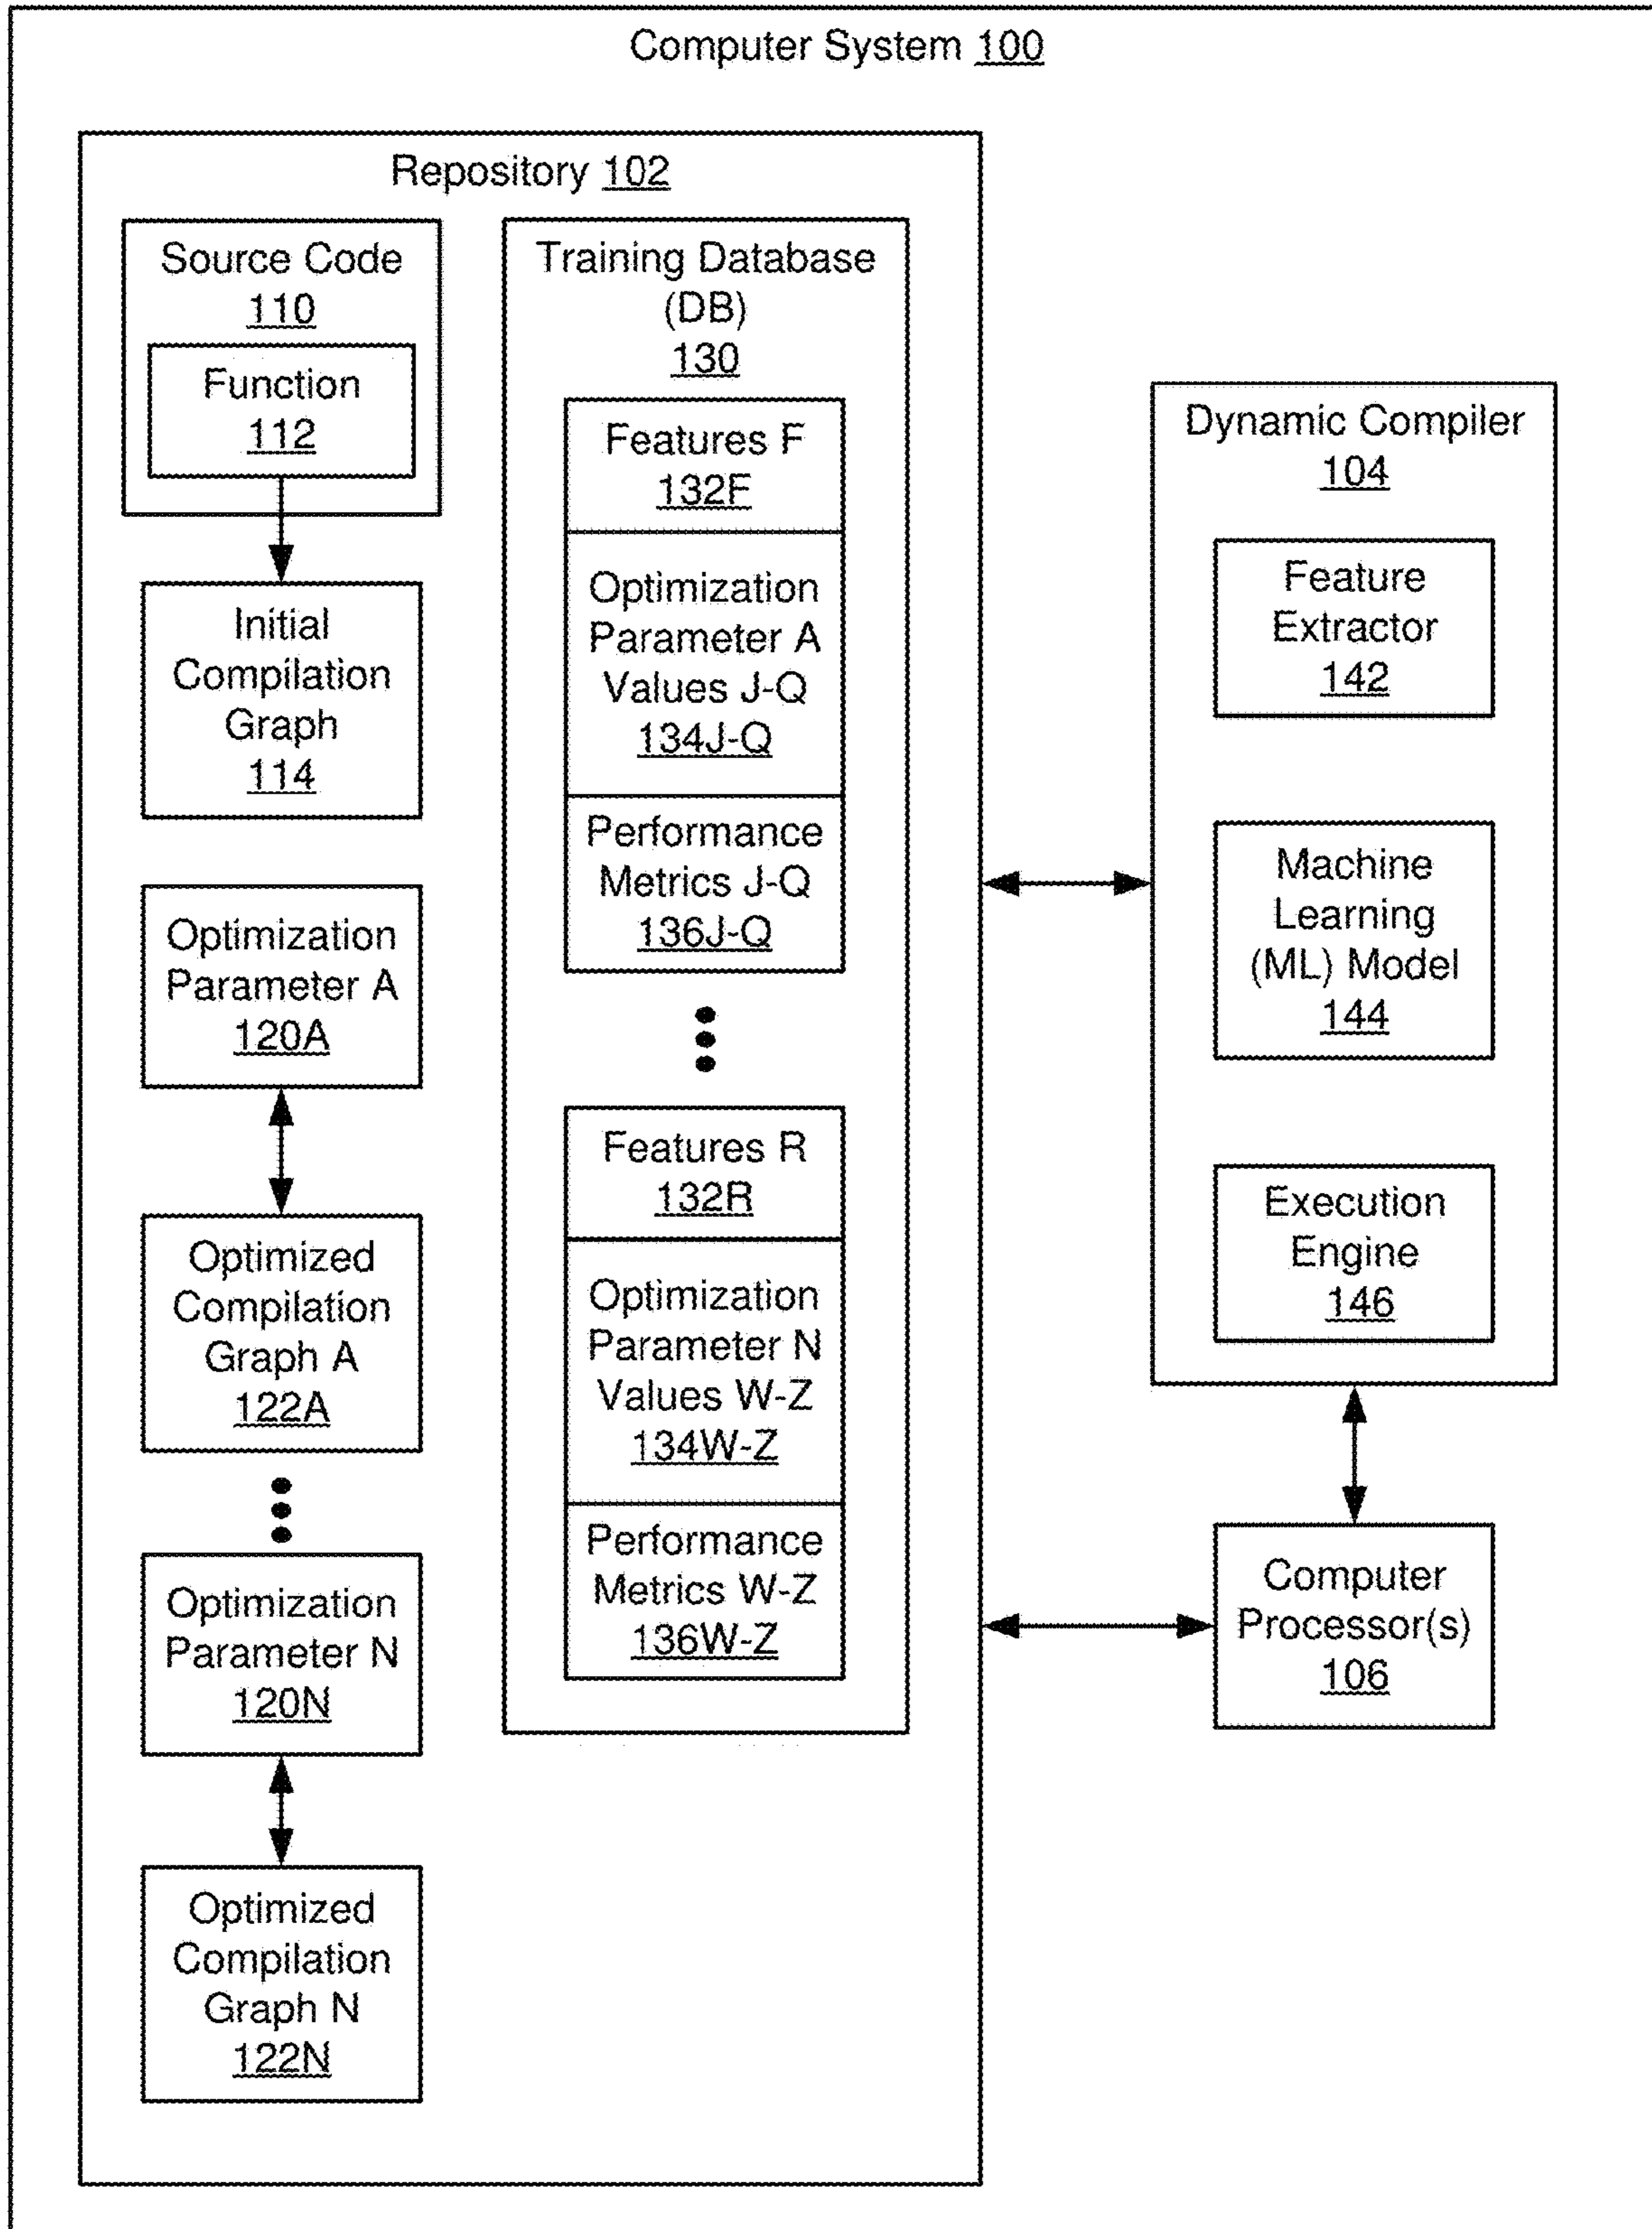 Computer System 100
Repository 102
Source Code
110
Function
112
Initial
Compilation
Graph
114
Optimization
Parameter A
120A
Optimized
Compilation
Graph A
122A
Optimization
Parameter N
120N
Optimized
Compilation
Graph N
122N
Training Database
(DB)
130
Features F
132F
Optimization
Parameter A
Values J-Q
134J-Q
Performance
Metrics J-Q
136J-Q
Features R
132R
Optimization
Parameter N
Values W-Z
134W-Z
Performance
Metrics W-Z
136W-Z
Dynamic Compiler
104
Feature
Extractor
142
Machine
Learning
(ML) Model
144
Execution
Engine
146
Computer
Processor(s)
106